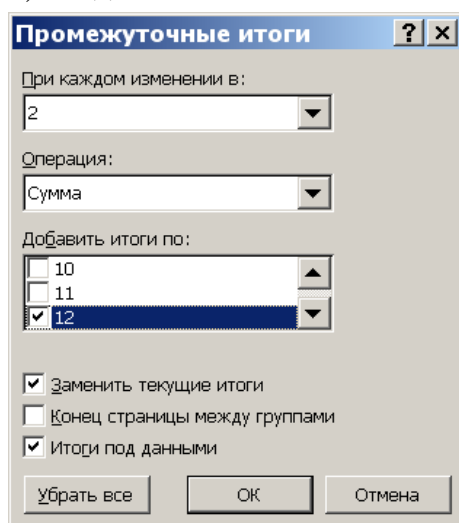 Промежуточные итоги
При каждом изменении в:
2
Операция:
Сумма
Добавить итоги по:
10
11
12
Заменить текущие итоги
Конец страницы между группами
Итоги под данными
Убрать все ОК Отмена